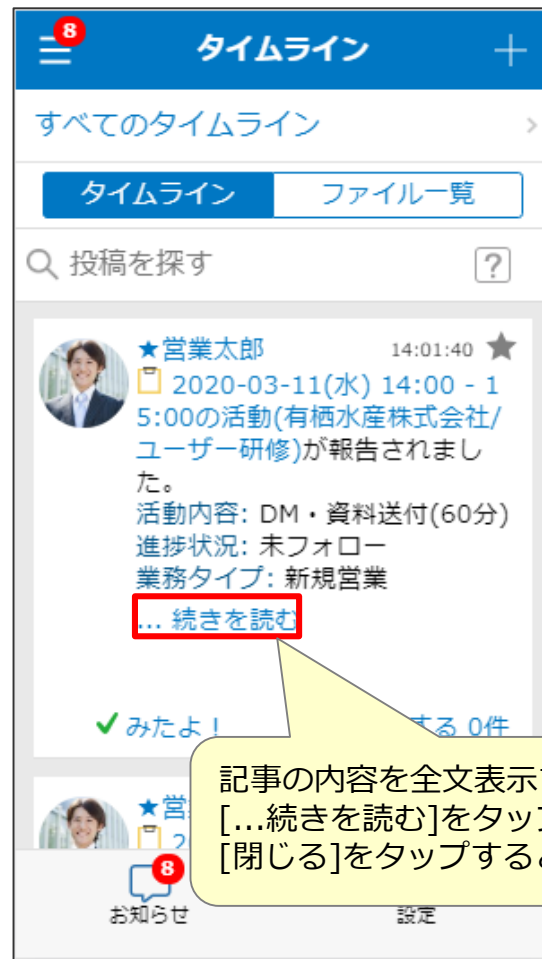 8
タイムライン
すべてのタイムライン
タイムライン ファイル一覧
投稿を探す ?
★営業太郎 14:01:40
2020-03-11(水) 14:00 - 1
5:00の活動(有栖水産株式会社/
ユーザー研修)が報告されまし
た。
活動内容: DM・資料送付(60分)
進捗状況: 未フォロー
業務タイプ: 新規営業
... 続きを読む
みたよ！ する 0件
記事の内容を全文表示
[...続きを読む]をタッ
[閉じる]をタップする
★営
2
8
お知らせ 設定